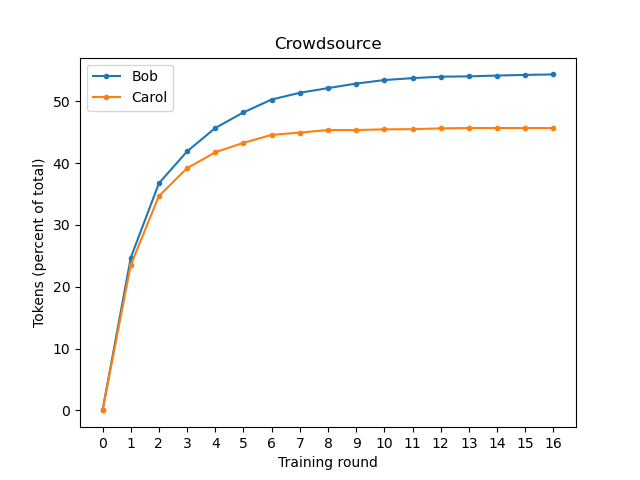 Crowdsource
Bob
Carol
Tokens (percent of total)
50
40
30
20
10
0
0 1 2 3 4 5 6 7 8 9 10 11 12 13 14 15 16
Training round